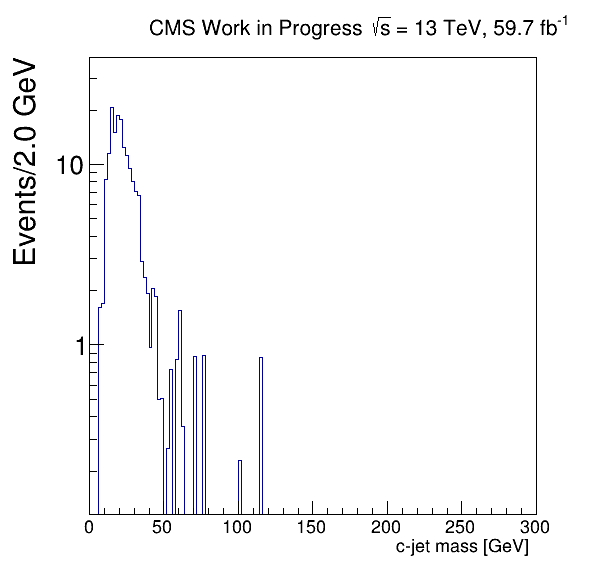 CMS Work in Progress √s = 13 TeV, 59.7 fb⁻¹
Events/2.0 GeV
10
1
0 50 100 150 200 250 300
c-jet mass [GeV]